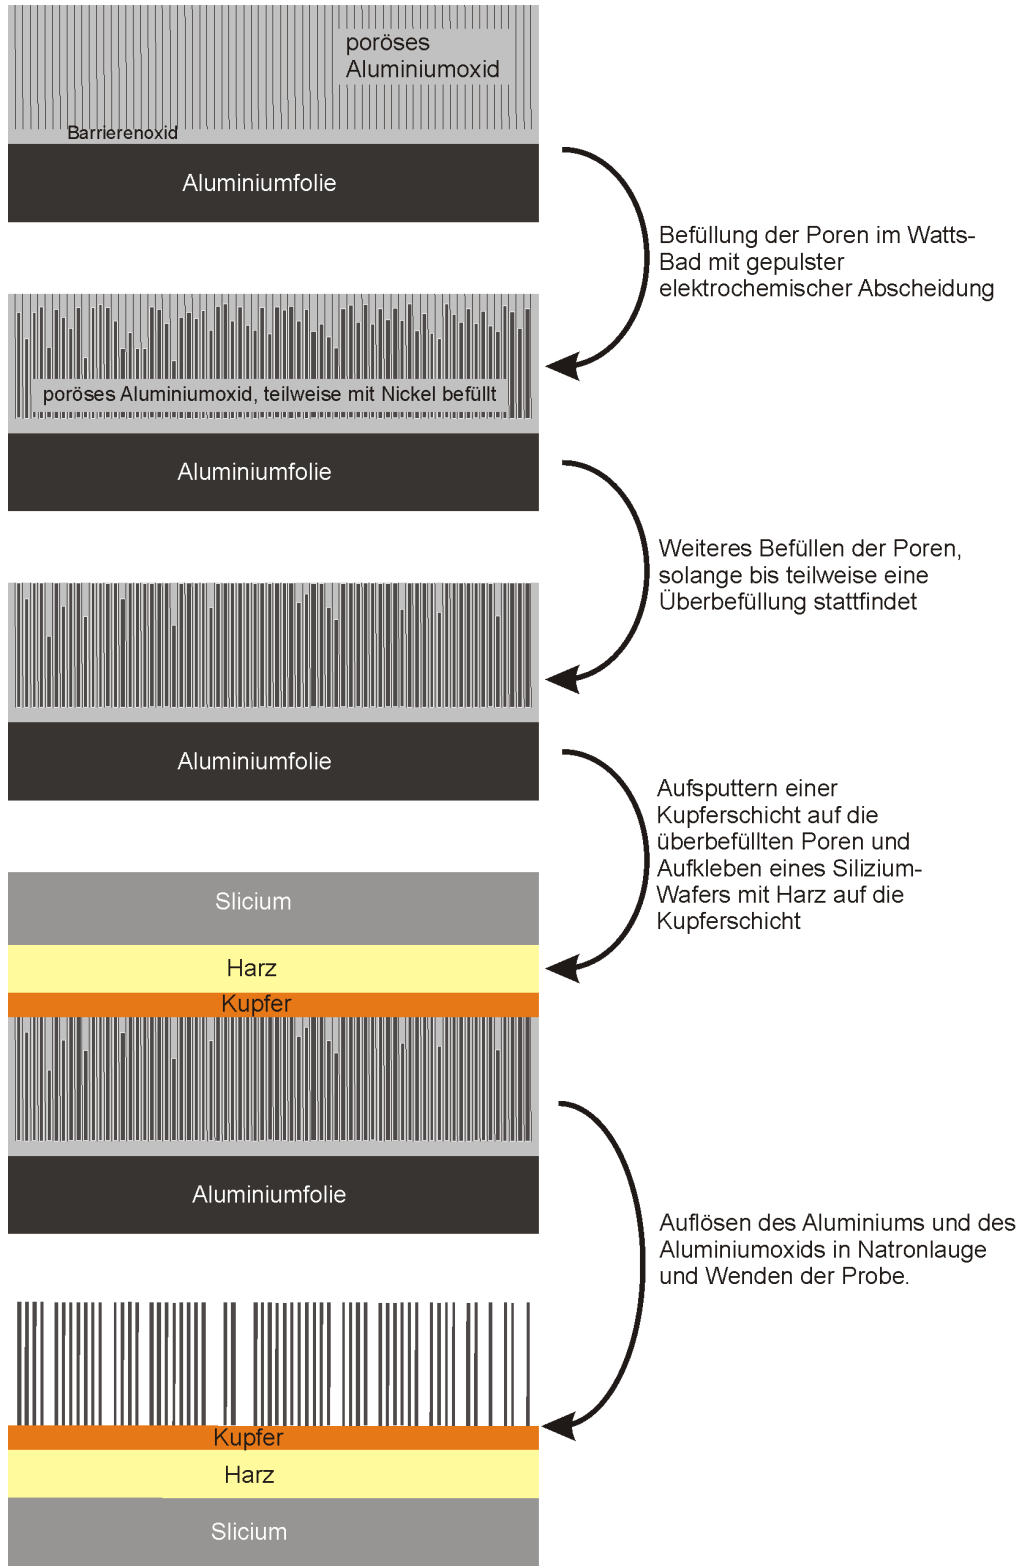 poröses
Aluminiumoxid
Barrierenoxid
Aluminiumfolie
Befüllung der Poren im Watts-
Bad mit gepulster
elektrochemischer Abscheidung
poröses Aluminiumoxid, teilweise mit Nickel befüllt
Aluminiumfolie
Weiteres Befüllen der Poren,
solange bis teilweise eine
Überbefüllung stattfindet
Aluminiumfolie
Aufsputtern einer
Kupferschicht auf die
überbefüllten Poren und
Aufkleben eines Silizium-
Wafers mit Harz auf die
Kupferschicht
Slicium
Harz
Kupfer
Aluminiumfolie
Auflösen des Aluminiums und des
Aluminiumoxids in Natronlauge
und Wenden der Probe.
Kupfer
Harz
Slicium